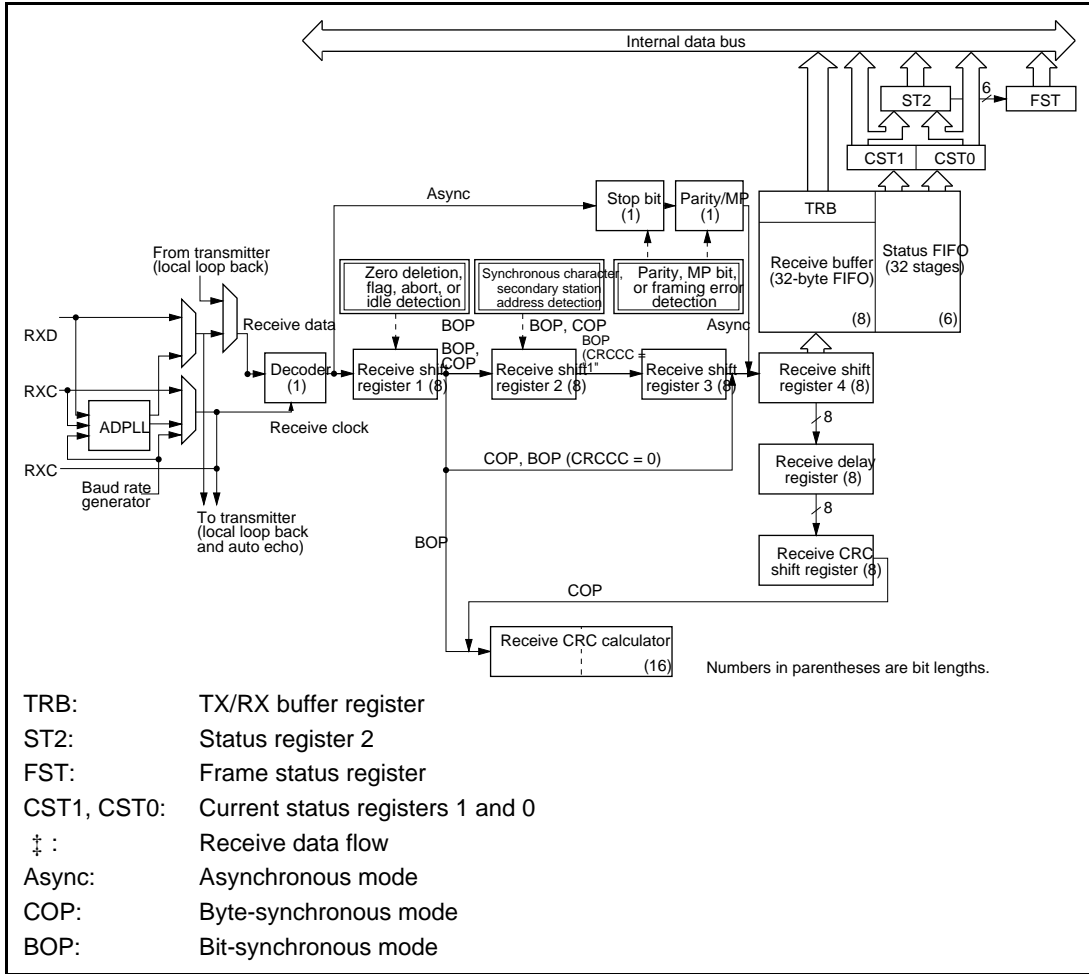 Internal data bus
ST2
6
FST
CST1
CST0
Async
Stop bit
(1)
Parity/MP
(1)
TRB
Receive buffer
(32-byte FIFO)
(8)
Status FIFO
(32 stages)
(6)
From transmitter
(local loop back)
Zero deletion,
flag, abort, or
idle detection
Synchronous character,
secondary station
address detection
Parity, MP bit,
or framing error
detection
Async
Receive data
BOP
BOP,
COP
BOP, COP
BOP
(CRCCC =
"1"
RXD
RXC
ADPLL
RXC
Decoder
(1)
Receive shift
register 1 (8)
Receive shift
register 2 (8)
Receive shift
register 3 (8)
Receive shift
register 4 (8)
Receive clock
8
COP, BOP (CRCCC = 0)
Receive delay
register (8)
Baud rate
generator
8
To transmitter
(local loop back
and auto echo)
BOP
Receive CRC
shift register (8)
COP
Receive CRC calculator
(16)
Numbers in parentheses are bit lengths.
TRB: TX/RX buffer register
ST2: Status register 2
FST: Frame status register
CST1, CST0: Current status registers 1 and 0
‡ : Receive data flow
Async: Asynchronous mode
COP: Byte-synchronous mode
BOP: Bit-synchronous mode